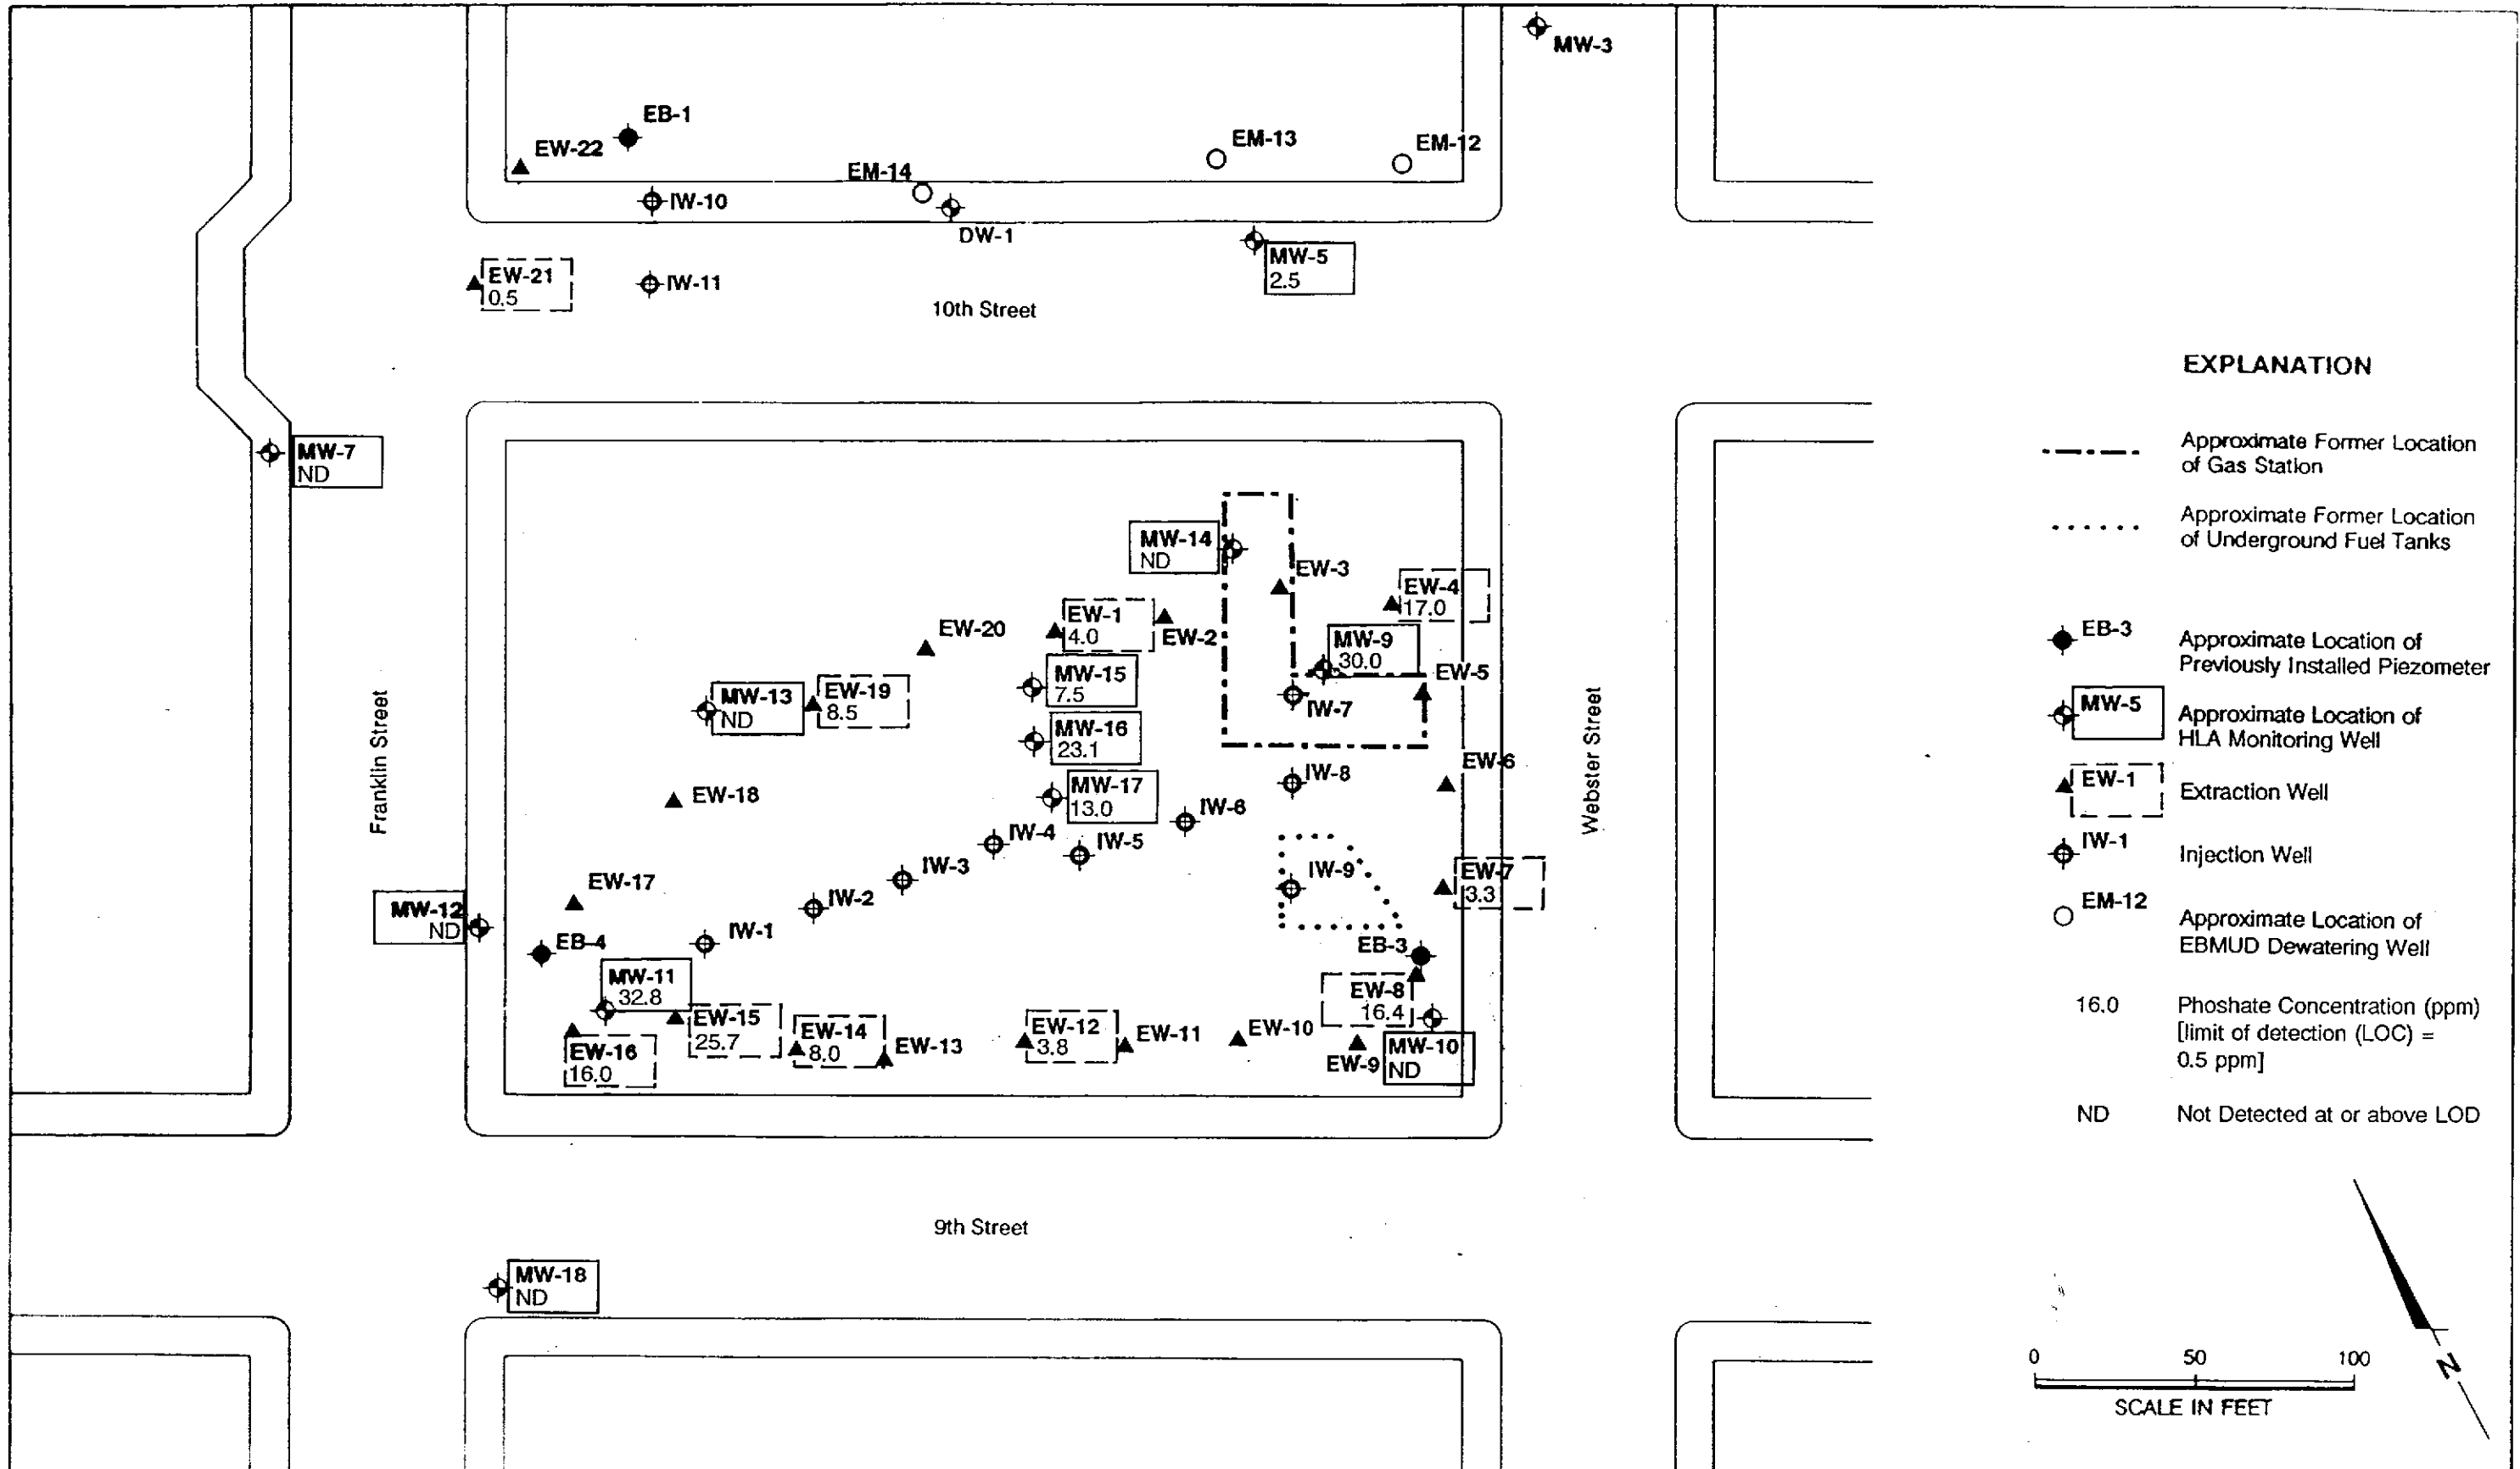 MW-3
EB-1
EW-22
EM-13
EM-12
EM-14
IW-10
DW-1
MW-5
2.5
EW-21
0.5
IW-11
10th Street
MW-7
ND
MW-14
ND
EW-3
EW-4
17.0
EW-1
4.0
EW-2
EW-20
MW-9
30.0
MW-15
7.5
EW-5
MW-13
ND
EW-19
8.5
IW-7
MW-16
23.1
Franklin Street
Webster Street
EW-6
IW-8
MW-17
13.0
EW-18
IW-6
IW-4
IW-5
IW-3
IW-9
EW-7
3.3
EW-17
IW-2
MW-12
ND
IW-1
EB-4
EB-3
MW-11
32.8
EW-8
16.4
EW-15
25.7
EW-14
8.0
EW-13
EW-12
3.8
EW-11
EW-10
EW-9
MW-10
ND
EW-16
16.0
9th Street
MW-18
ND
EXPLANATION
Approximate Former Location
of Gas Station
Approximate Former Location
of Underground Fuel Tanks
EB-3
Approximate Location of
Previously Installed Piezometer
MW-5
Approximate Location of
HLA Monitoring Well
EW-1
Extraction Well
IW-1
Injection Well
EM-12
Approximate Location of
EBMUD Dewatering Well
16.0
Phoshate Concentration (ppm)
[limit of detection (LOC) =
0.5 ppm]
ND
Not Detected at or above LOD
N
0 50 100
SCALE IN FEET